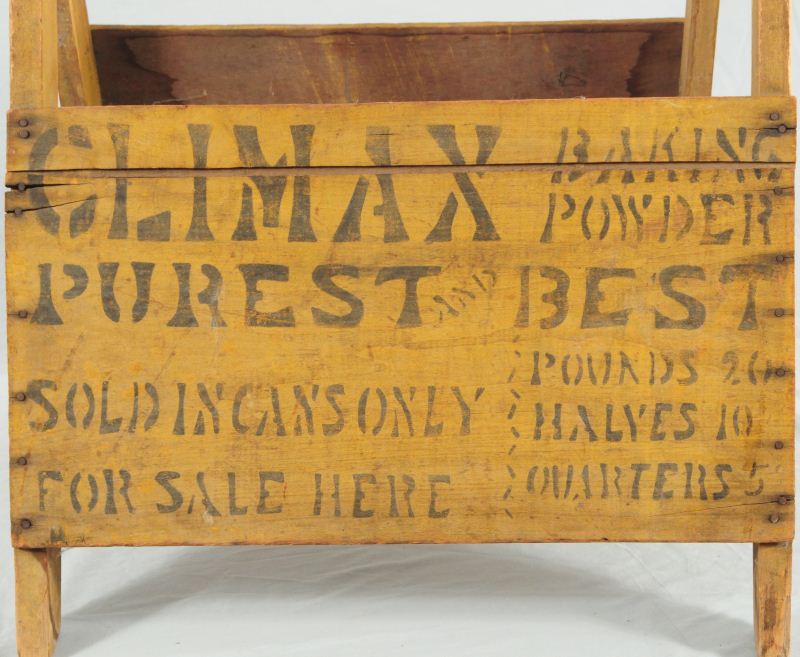 CLIMAX BAKING POWDER
PUREST AND BEST
SOLD IN CANS ONLY
FOR SALE HERE
POUNDS 20
HALVES 10
QUARTERS 5